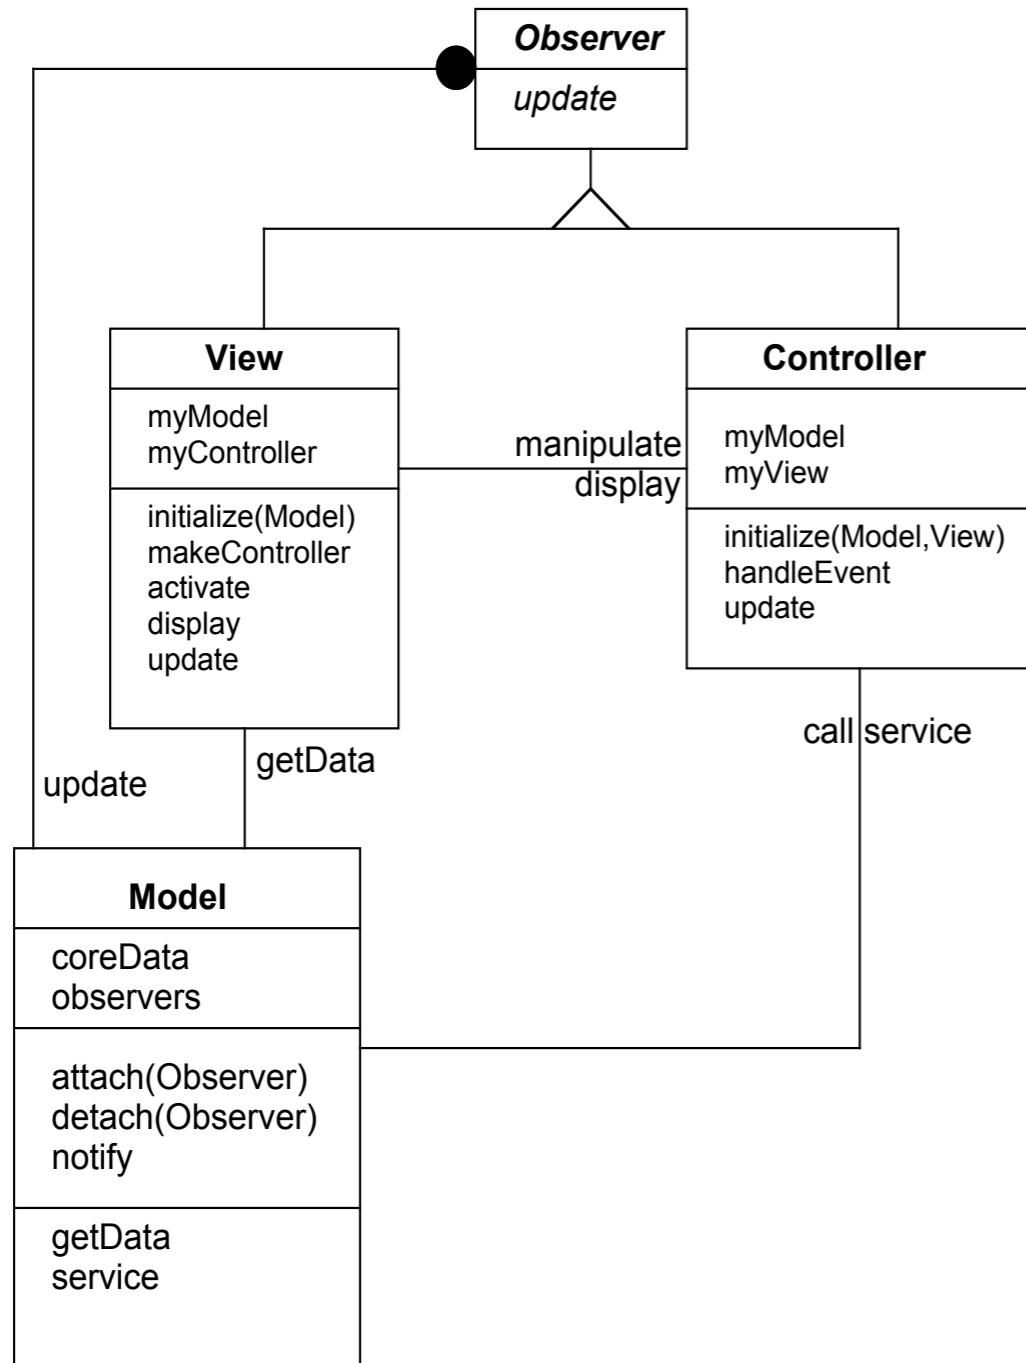 Observer
update
View
myModel
myController
initialize(Model)
makeController
activate
display
update
manipulate
display
Controller
myModel
myView
initialize(Model,View)
handleEvent
update
call service
getData
update
Model
coreData
observers
attach(Observer)
detach(Observer)
notify
getData
service